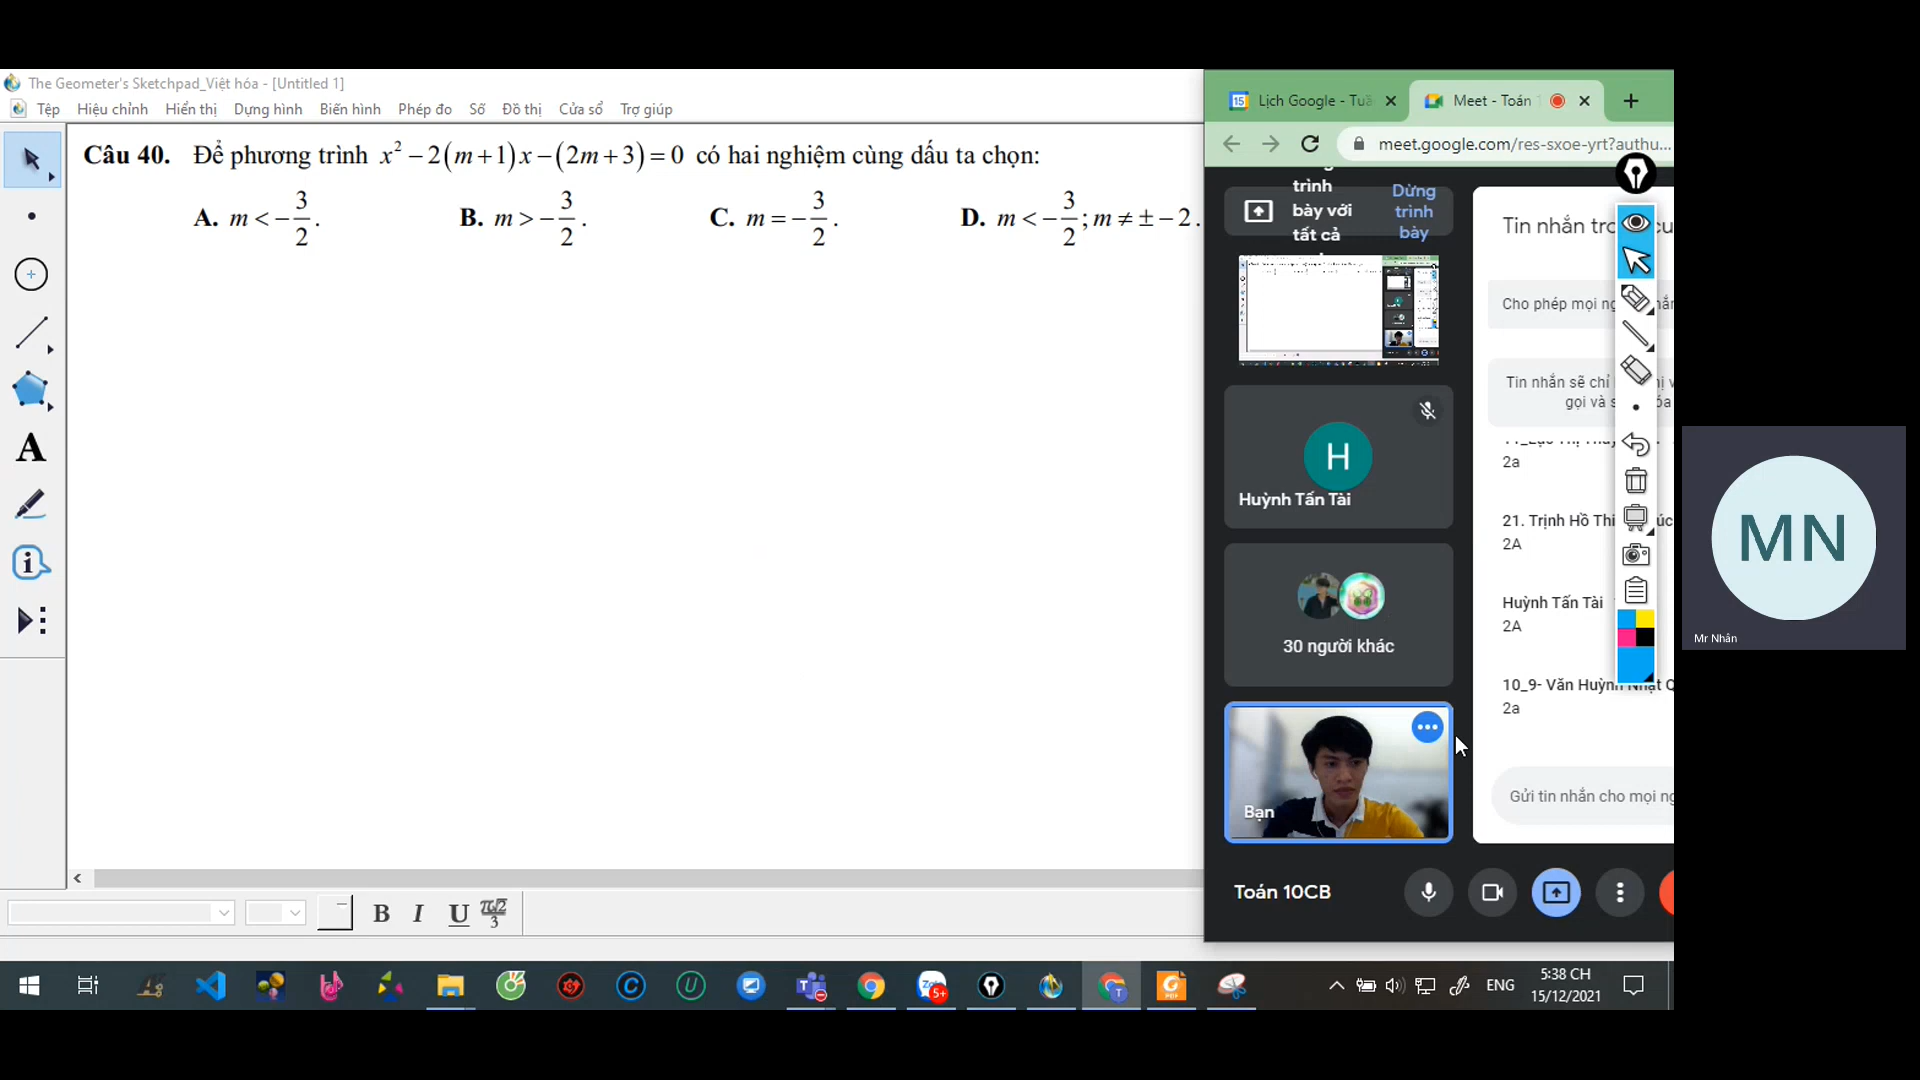 The Geometer's Sketchpad_Việt hóa - [Untitled 1]
Tệp Hiệu chỉnh Hiển thị Dựng hình Biến hình Phép đo Số Đồ thị Cửa sổ Trợ giúp
Câu 40. Để phương trình x² − 2(m+1)x − (2m+3) = 0 có hai nghiệm cùng dấu ta chọn:
A. m < −3/2. B. m > −3/2. C. m = −3/2. D. m < −3/2; m ≠ ± − 2.
A
B I U
Lịch Google - Tuầ
Meet - Toán 1
meet.google.com/res-sxoe-yrt?authu...
trình
bày với
tất cả
Dừng
trình
bày
Huỳnh Tấn Tài
H
30 người khác
Bạn
Toán 10CB
Tin nhắn
Cho phép mọi
Tin nhắn sẽ chỉ
gọi và
2a
21. Trịnh Hồ
2A
Huỳnh Tấn Tài
2A
10_9- Văn Huỳnh Nhật
2a
Gửi tin nhắn cho mọi
MN
Mr Nhân
ENG
5:38 CH
15/12/2021